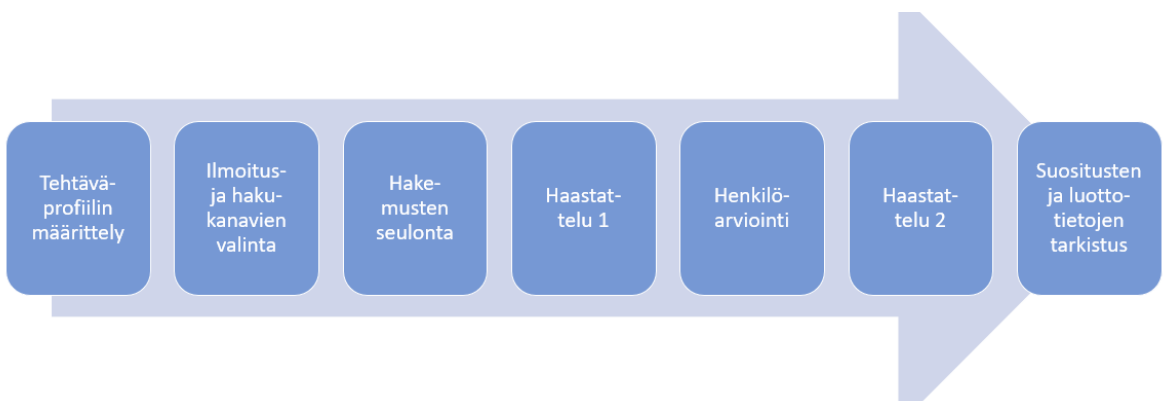 Tehtävä-
profiilin
määrittely
Ilmoitus-
ja haku-
kanavien
valinta
Hake-
musten
seulonta
Haastat-
telu 1
Henkilö-
arviointi
Haastat-
telu 2
Suositusten
ja luotto-
tietojen
tarkistus